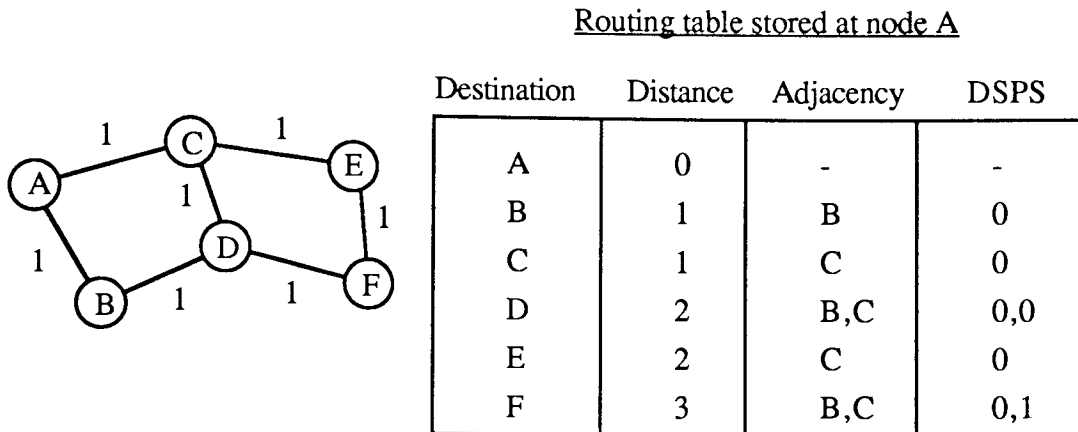 Routing table stored at node A
Destination Distance Adjacency DSPS
A 0 - -
B 1 B 0
C 1 C 0
D 2 B,C 0,0
E 2 C 0
F 3 B,C 0,1
1
C
1
E
A
1
1
D
1
B
1
1
F